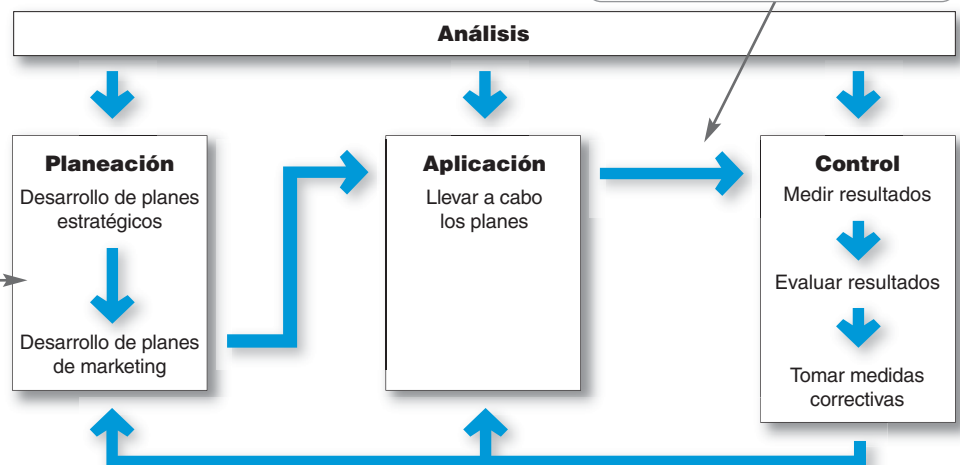 Análisis
Planeación
Desarrollo de planes
estratégicos
Desarrollo de planes
de marketing
Aplicación
Llevar a cabo
los planes
Control
Medir resultados
Evaluar resultados
Tomar medidas
correctivas